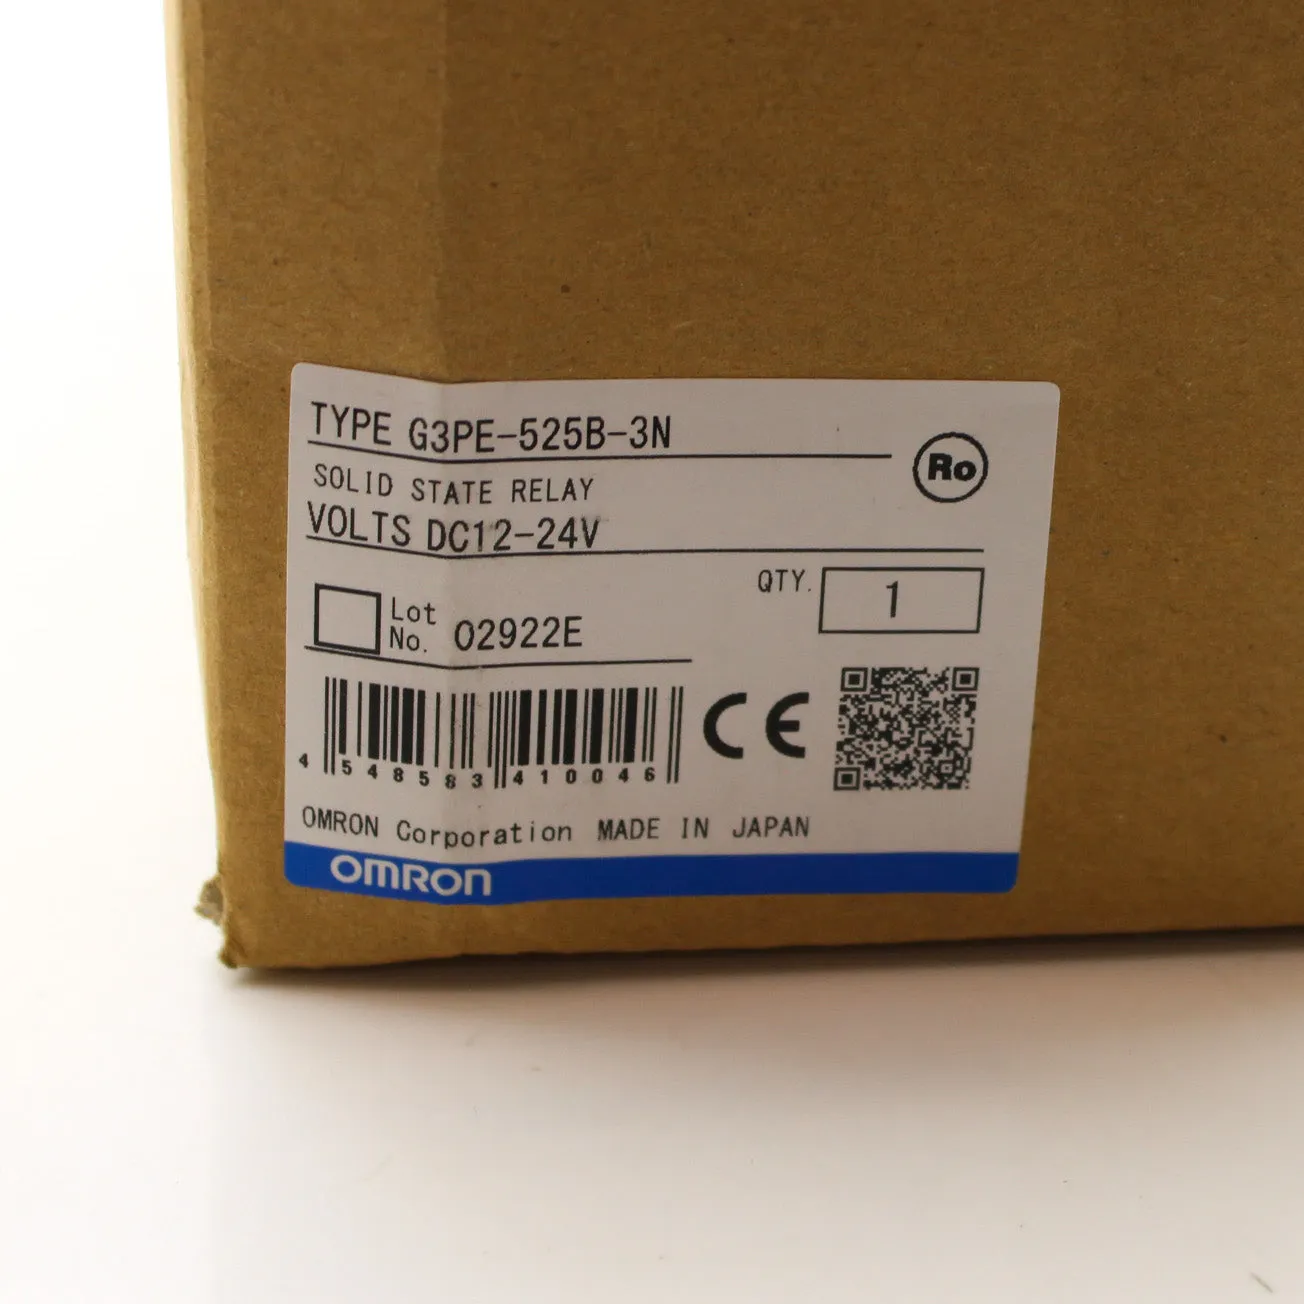 TYPE G3PE-525B-3N
Ro
SOLID STATE RELAY
VOLTS DC12-24V
QTY. 1
Lot No. 02922E
4 548583 410046
CE
OMRON Corporation MADE IN JAPAN
OMRON